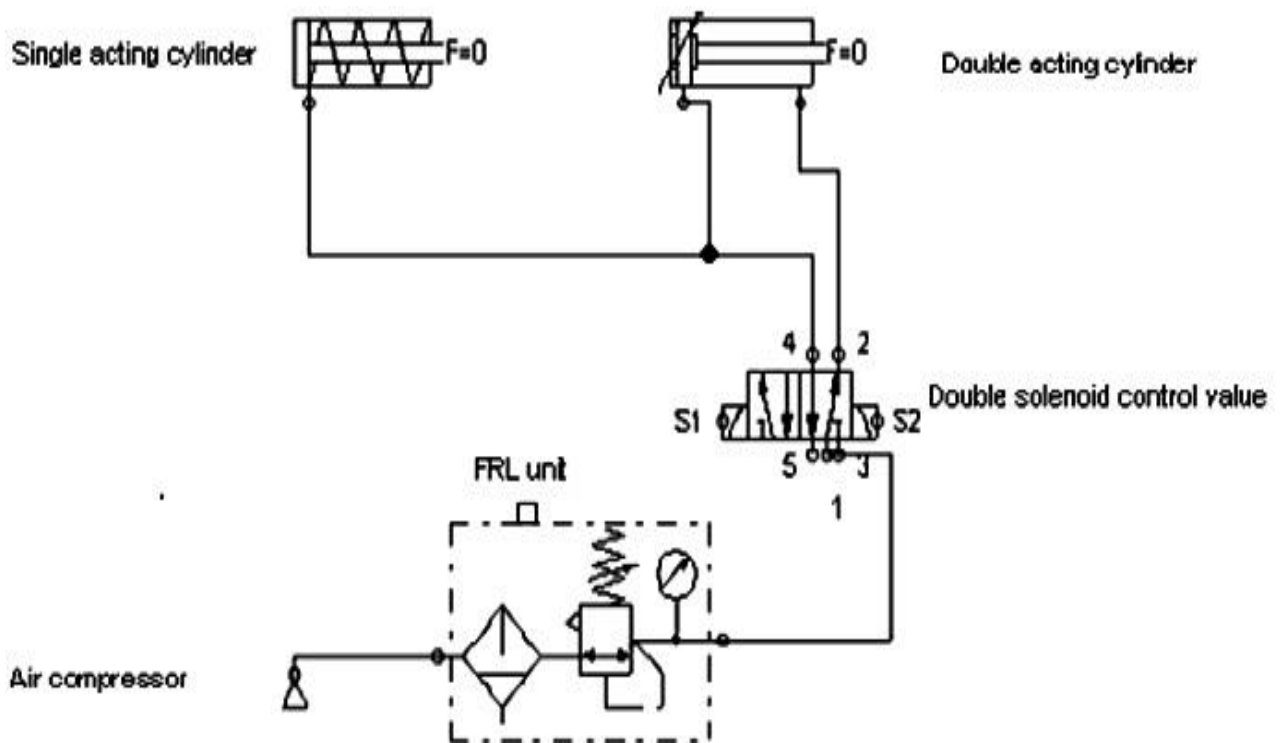 Single acting cylinder
F=0
F=0
Double acting cylinder
4 2
S1
S2
Double solenoid control value
5 3
1
FRL unit
Air compressor